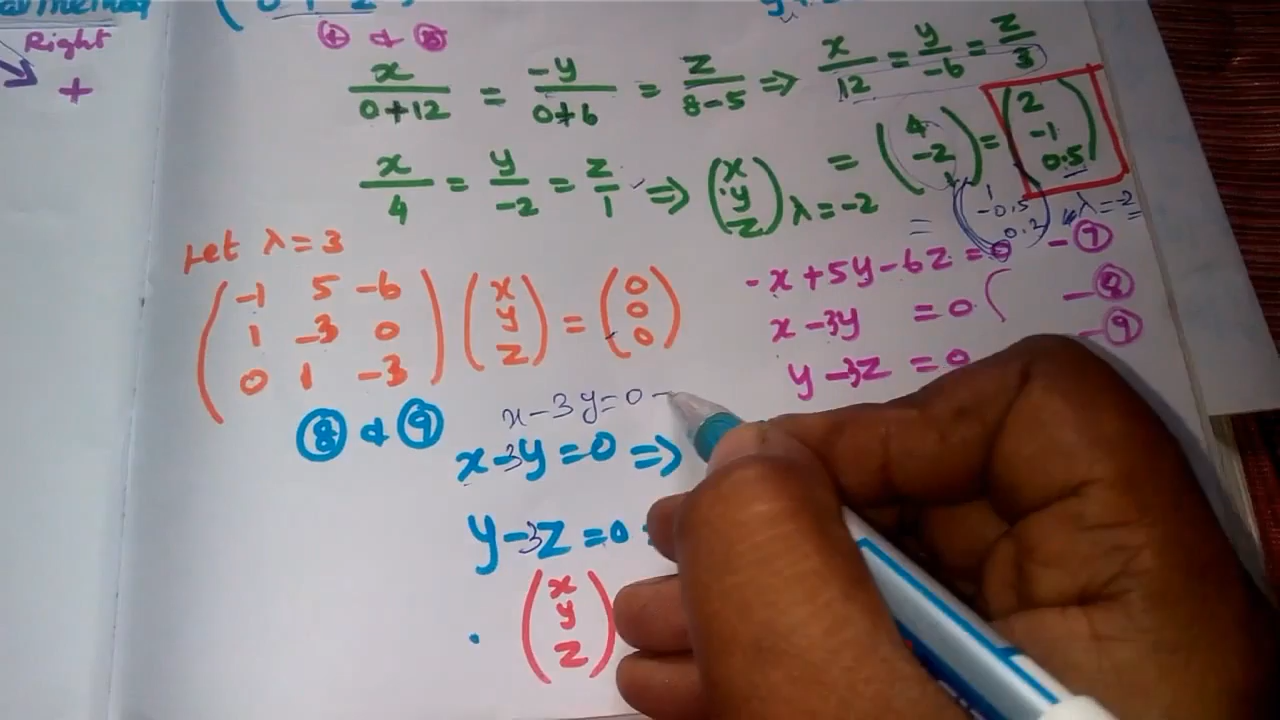 Right
+
④ & ⑤
x/(0+12) = -y/(0+6) = z/(8-5) ⇒ x/12 = y/-6 = z/3
x/4 = y/-2 = z/1 ⇒ (x y z) λ=-2 = (4 -2 1) = (2 -1 0.5)
λ=-2
= (1 -0.5 0.2)
Let λ=3
(-1 5 -6
1 -3 0
0 1 -3) (x y z) = (0 0 0)
-x+5y-6z=0 -⑦
x-3y =0 -⑧
y-3z=0 -⑨
⑧ & ⑨
x-3y=0-
x-3y=0 ⇒
y-3z=0
(x y z)